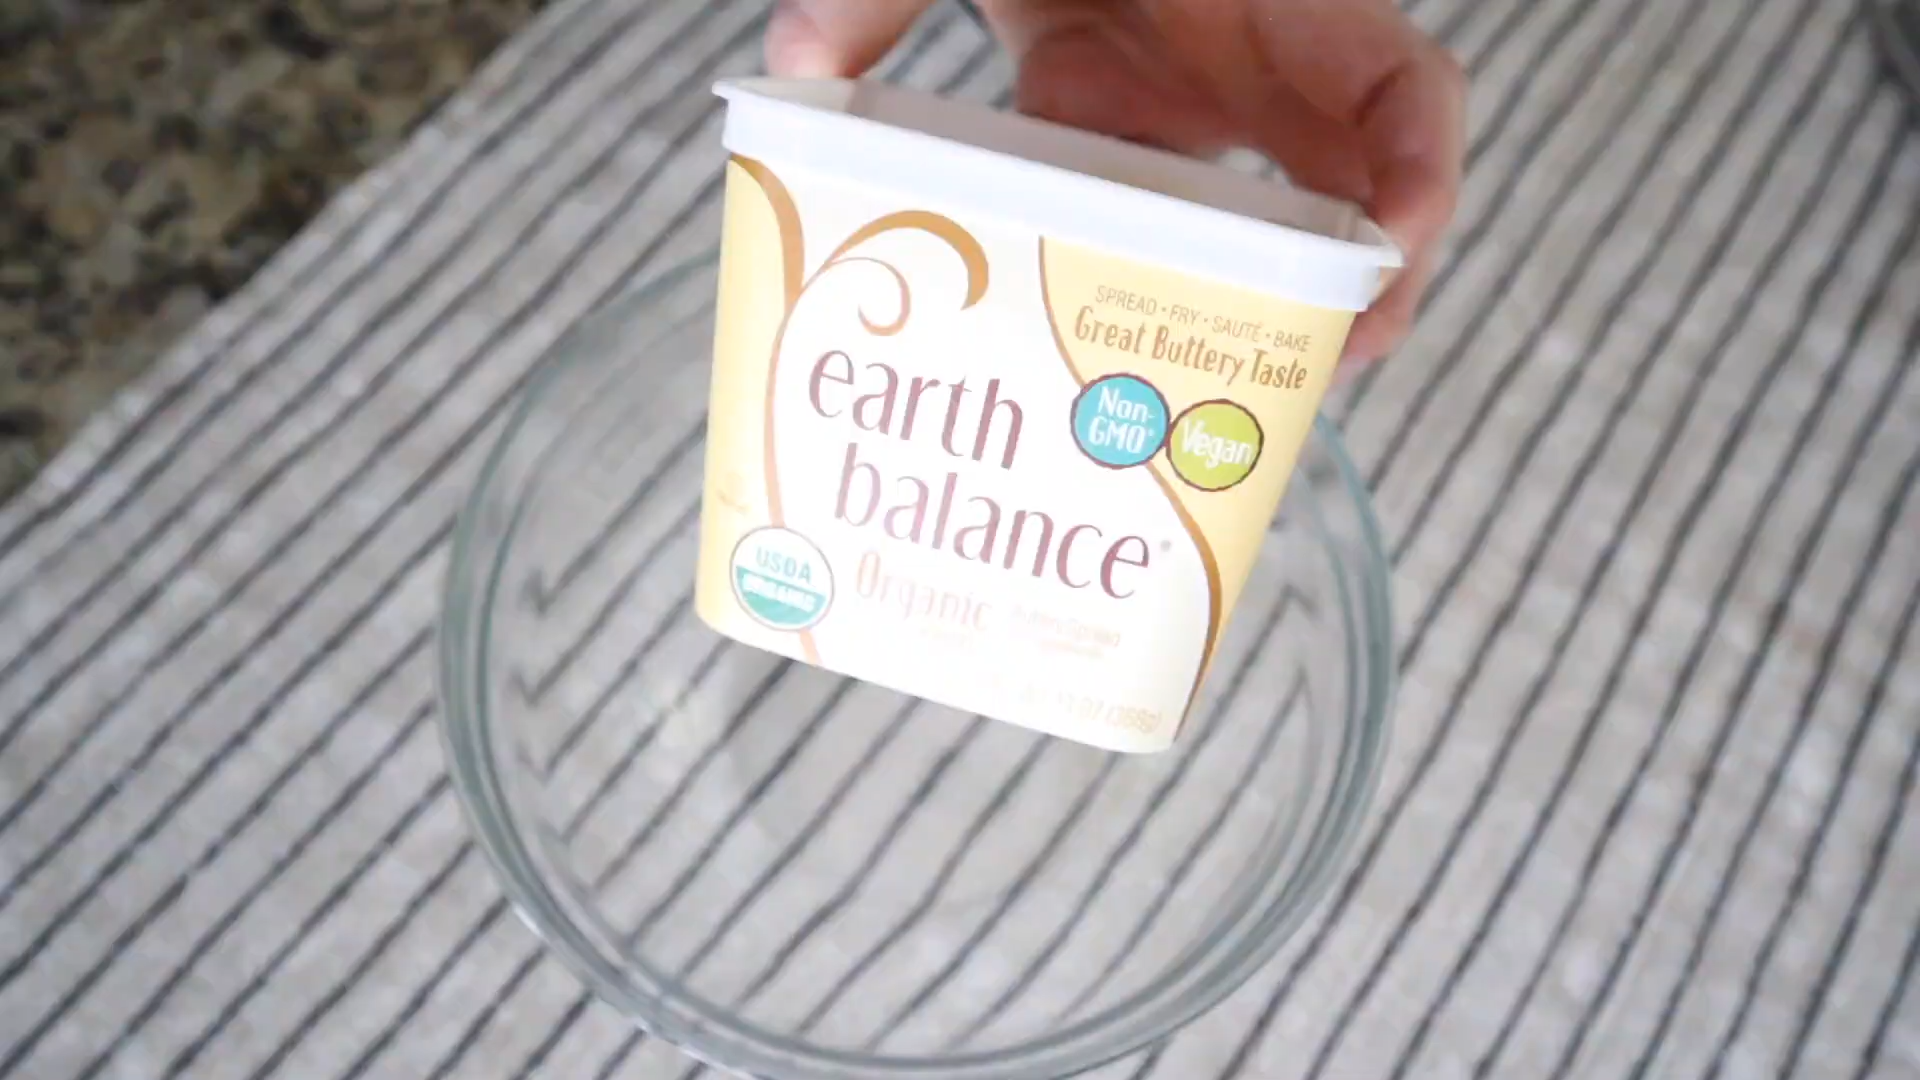 SPREAD • FRY • SAUTÉ • BAKE
Great Buttery Taste
Non-
GMO*
Vegan
earth
balance®
USDA
ORGANIC
Organic